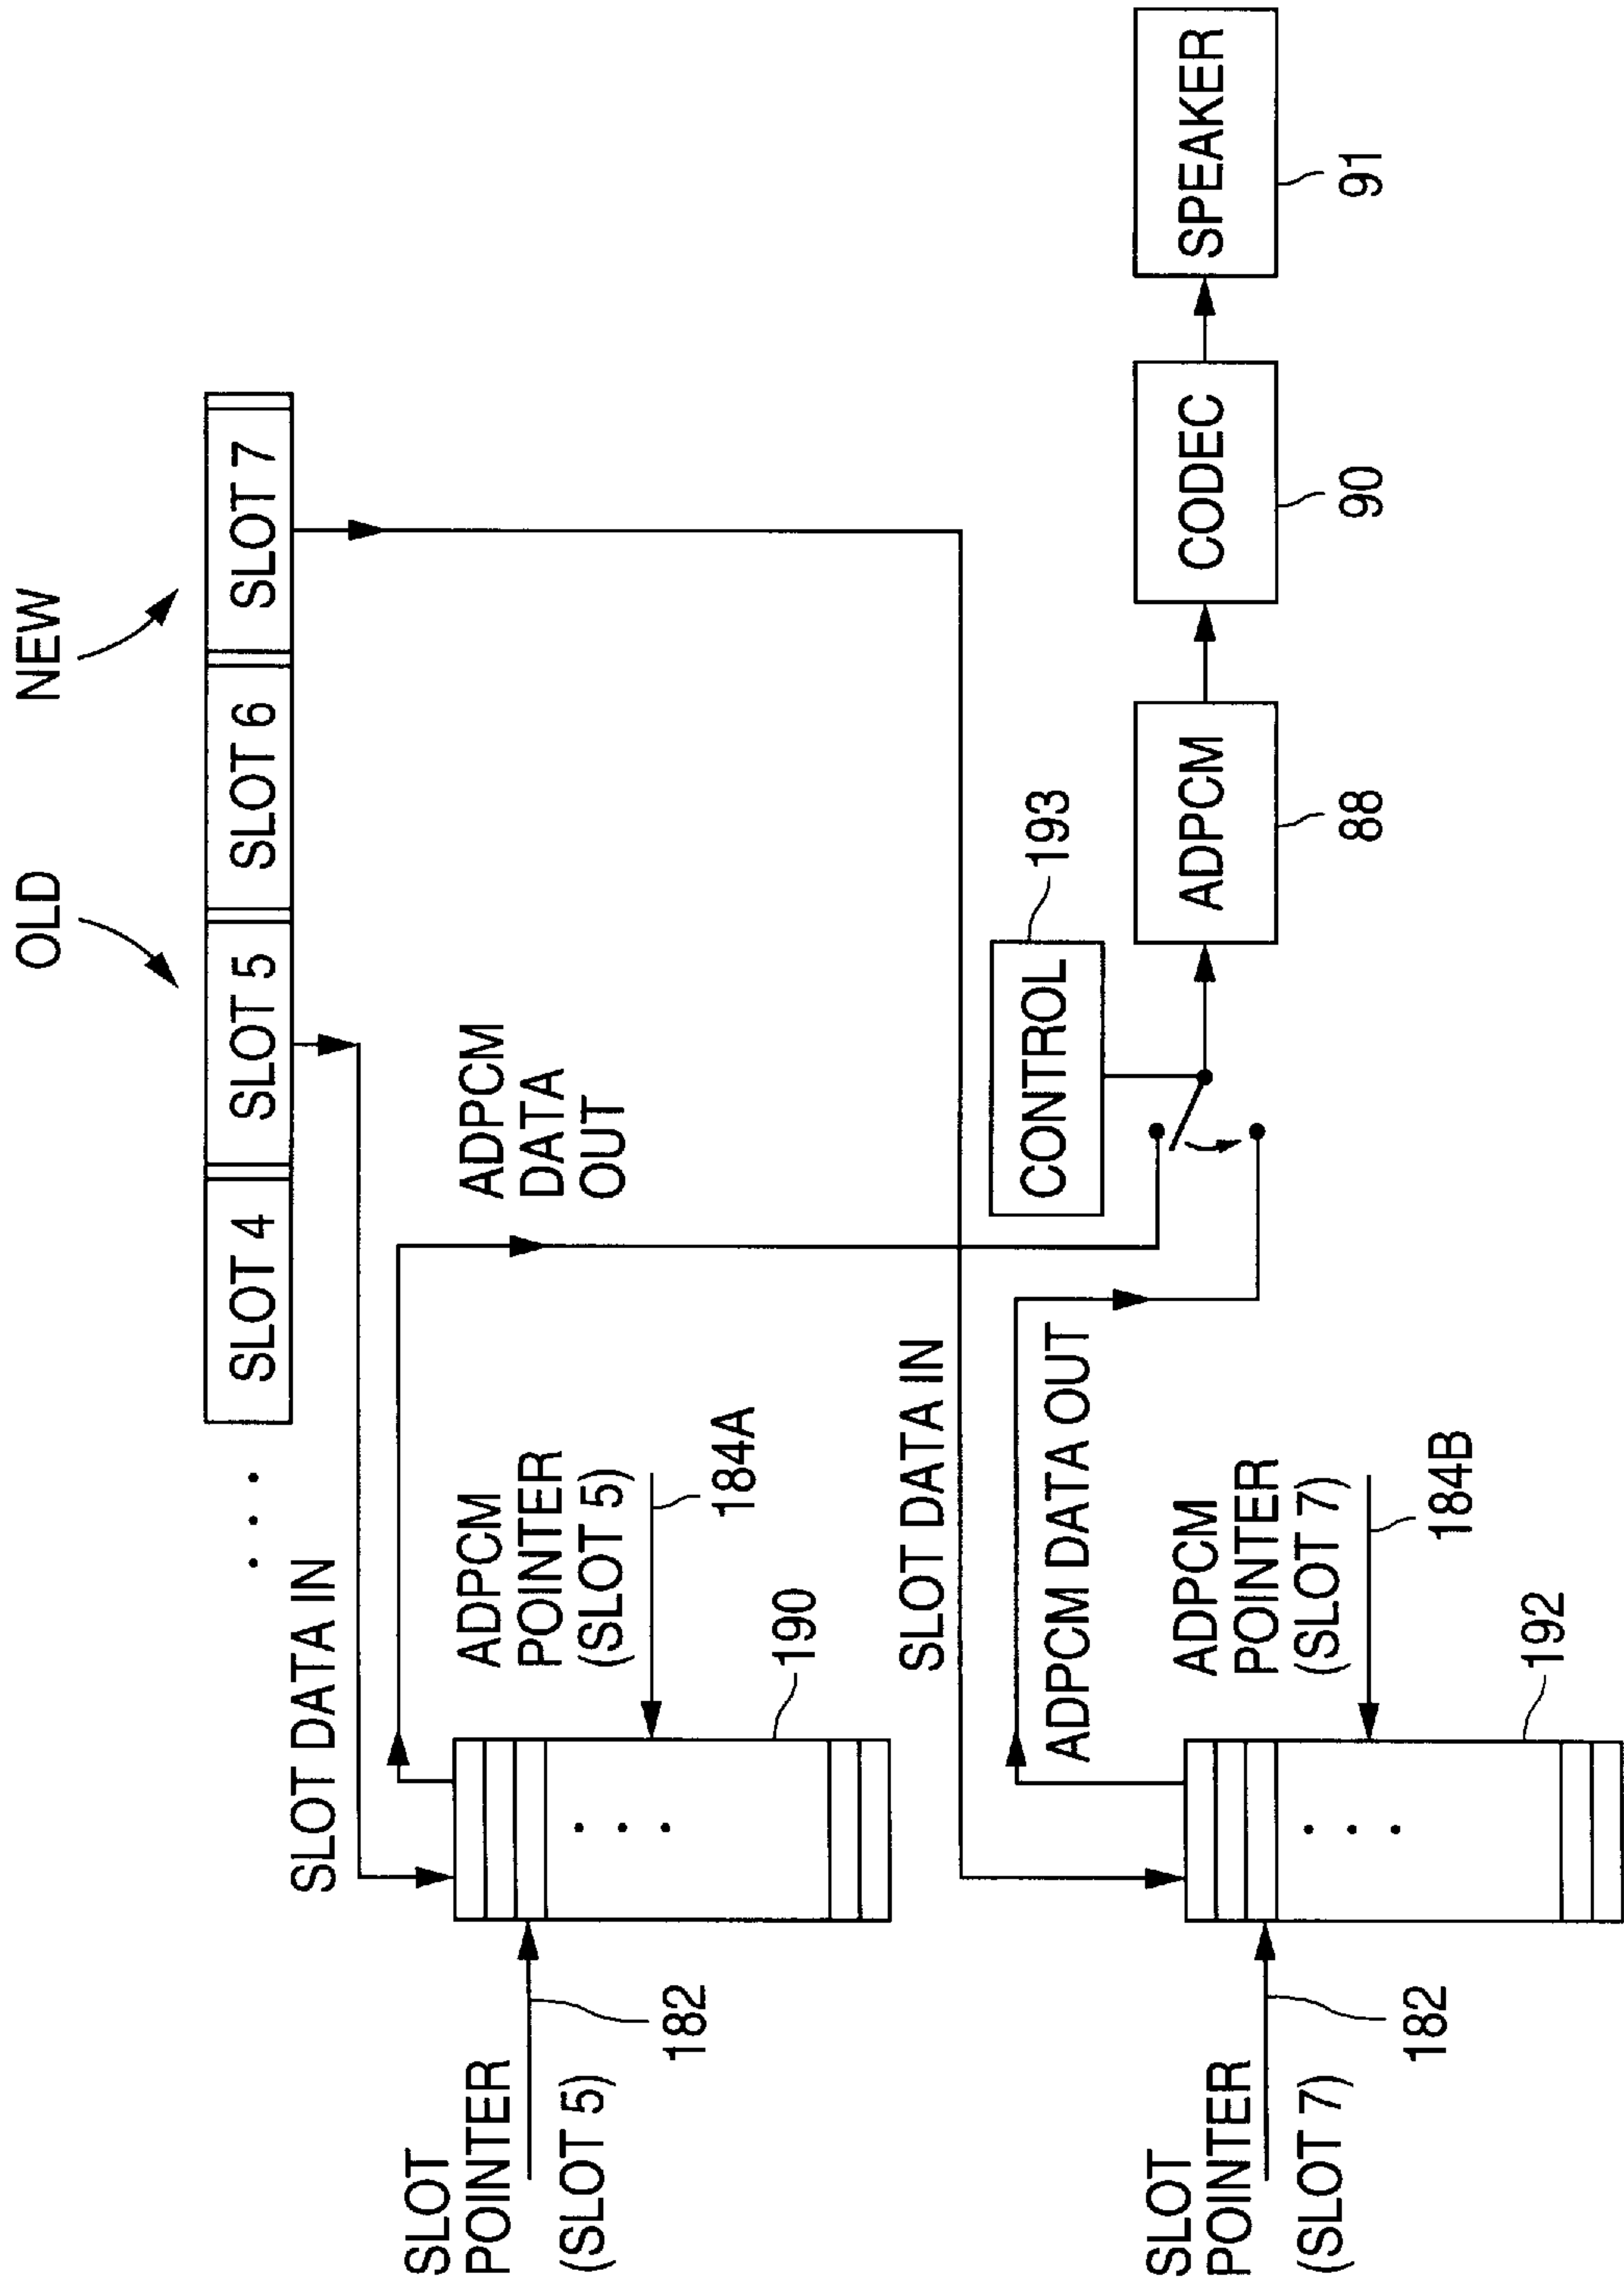 OLD
NEW
SLOT 4
SLOT 5
SLOT 6
SLOT 7
. . .
SLOT DATA IN
ADPCM
DATA
OUT
SLOT
POINTER
(SLOT 5)
182
ADPCM
POINTER
(SLOT 5)
184A
190
SLOT DATA IN
ADPCM DATA OUT
CONTROL
193
ADPCM
88
CODEC
90
SPEAKER
91
SLOT
POINTER
(SLOT 7)
182
ADPCM
POINTER
(SLOT 7)
184B
192